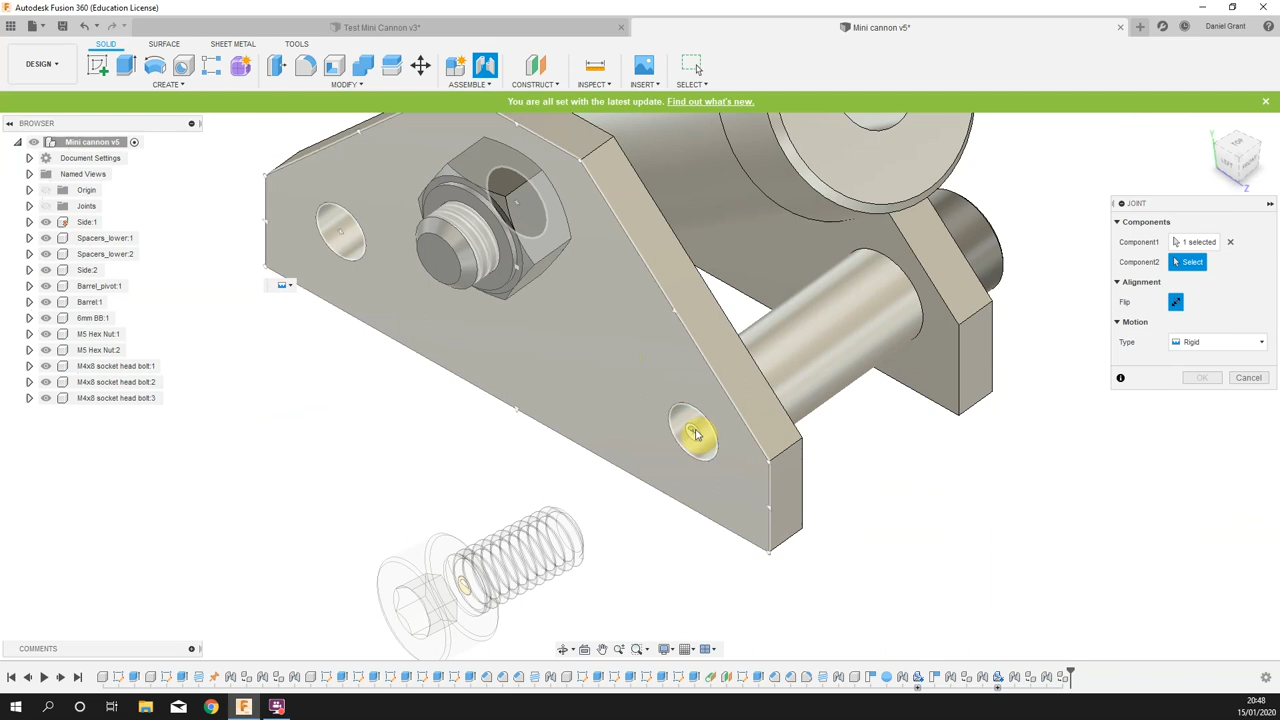 Autodesk Fusion 360 (Education License)
Test Mini Cannon v3*
Mini cannon v5*
Daniel Grant
DESIGN
SOLID
SURFACE
SHEET METAL
TOOLS
CREATE
MODIFY
ASSEMBLE
CONSTRUCT
INSPECT
INSERT
SELECT
You are all set with the latest update. Find out what's new.
BROWSER
Mini cannon v5
Document Settings
Named Views
Origin
Joints
Side:1
Spacers_lower:1
Spacers_lower:2
Side:2
Barrel_pivot:1
Barrel:1
6mm BB:1
M5 Hex Nut:1
M5 Hex Nut:2
M4x8 socket head bolt:1
M4x8 socket head bolt:2
M4x8 socket head bolt:3
TOP
LEFT
FRONT
Y
Z
JOINT
Components
Component1
1 selected
Component2
Select
Alignment
Flip
Motion
Type
Rigid
OK
Cancel
COMMENTS
20:48
15/01/2020